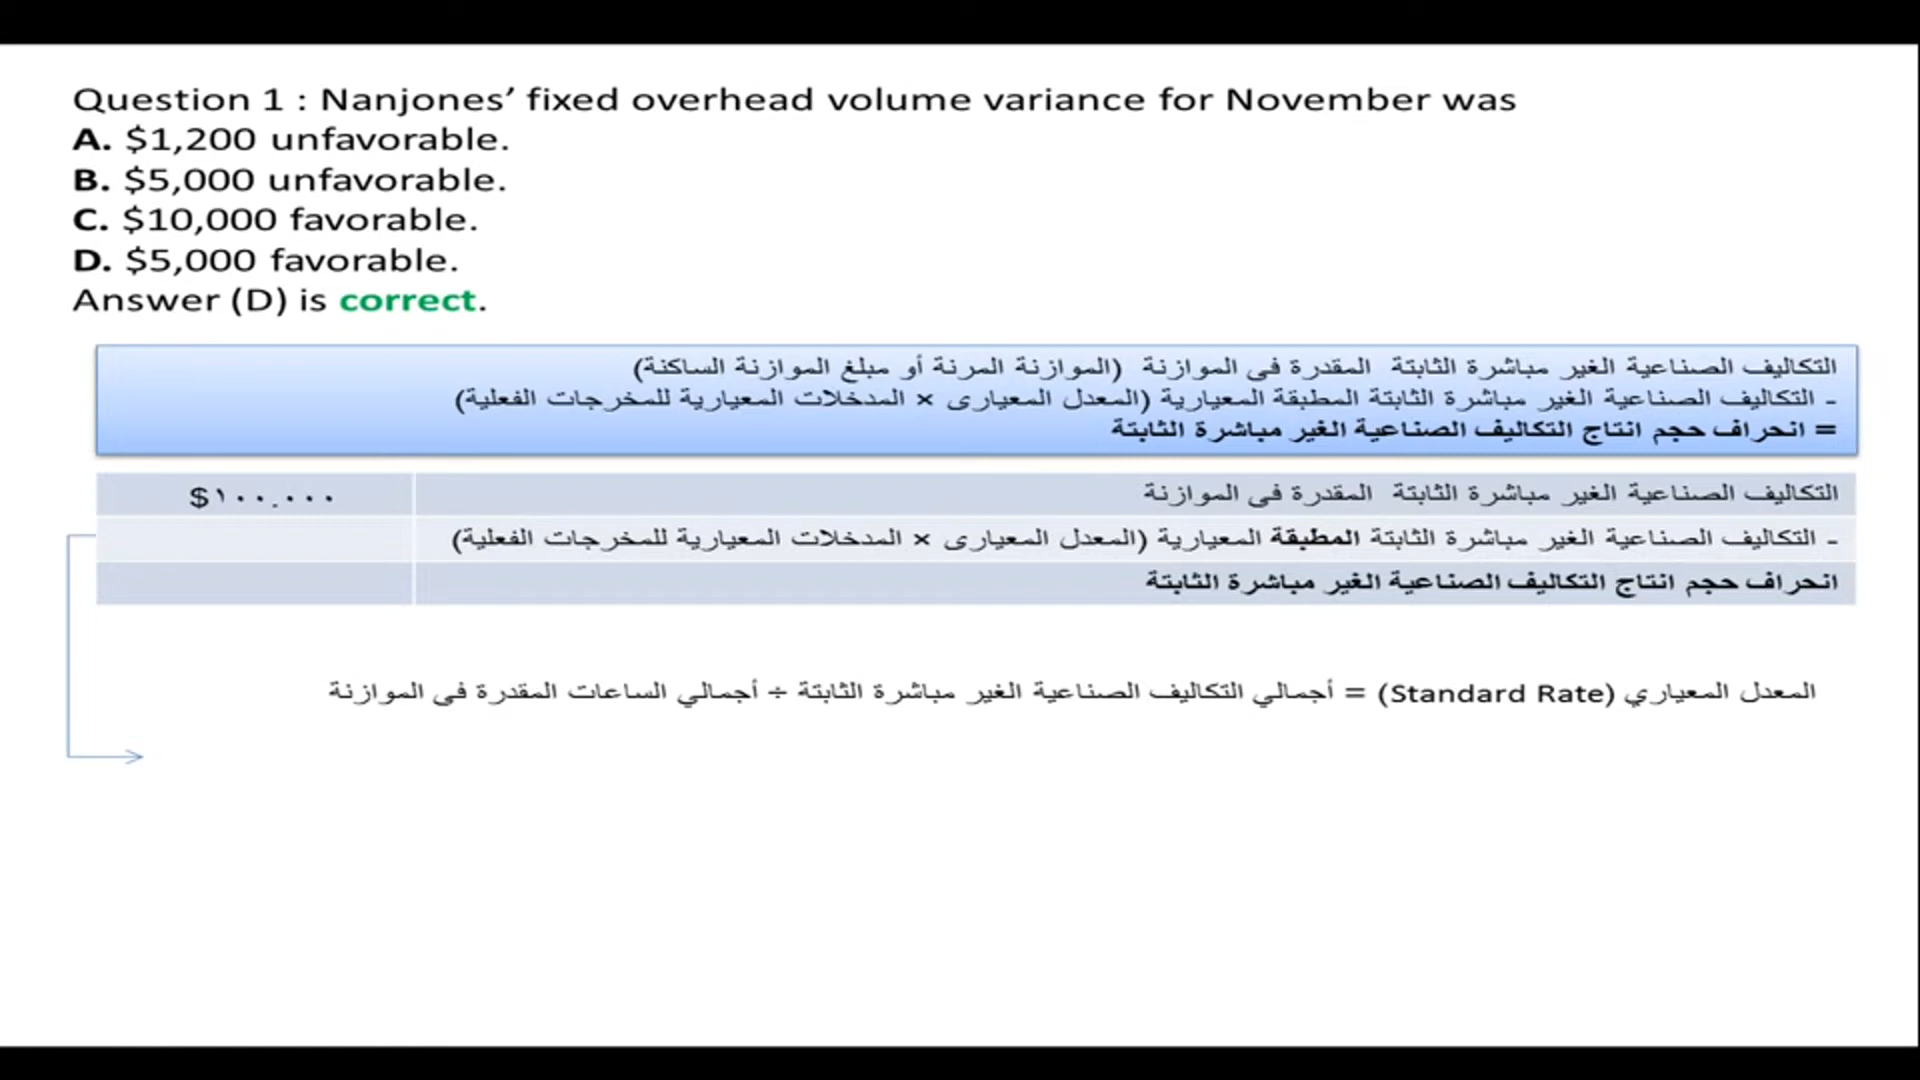 Question 1 : Nanjones’ fixed overhead volume variance for November was
A. $1,200 unfavorable.
B. $5,000 unfavorable.
C. $10,000 favorable.
D. $5,000 favorable.
Answer (D) is correct.
التكاليف الصناعية الغير مباشرة الثابتة المقدرة فى الموازنة (الموازنة المرنة أو مبلغ الموازنة الساكنة)
- التكاليف الصناعية الغير مباشرة الثابتة المطبقة المعيارية (المعدل المعيارى × المدخلات المعيارية للمخرجات الفعلية)
= انحراف حجم انتاج التكاليف الصناعية الغير مباشرة الثابتة
التكاليف الصناعية الغير مباشرة الثابتة المقدرة فى الموازنة $١٠٠.٠٠٠
- التكاليف الصناعية الغير مباشرة الثابتة المطبقة المعيارية (المعدل المعيارى × المدخلات المعيارية للمخرجات الفعلية)
انحراف حجم انتاج التكاليف الصناعية الغير مباشرة الثابتة
المعدل المعياري (Standard Rate) = أجمالي التكاليف الصناعية الغير مباشرة الثابتة ÷ أجمالي الساعات المقدرة فى الموازنة